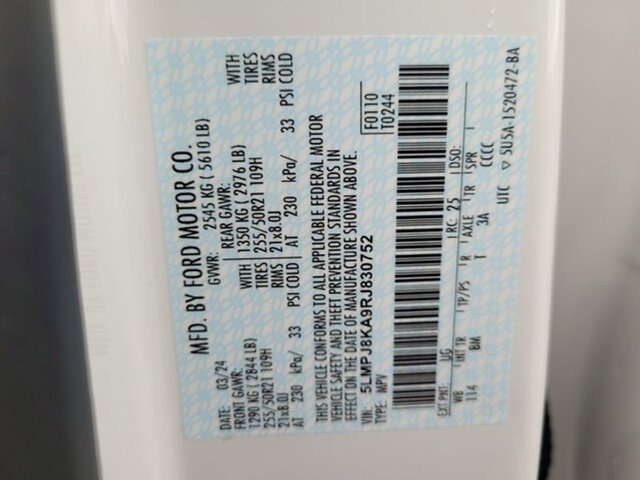 MFD. BY FORD MOTOR CO.
DATE: 03/24 GVWR: 2545 KG ( 5610 LB)
FRONT GAWR: REAR GAWR: WITH
1290 KG ( 2844 LB) WITH 1350 KG ( 2976 LB) TIRES
255/50R21 109H TIRES 255/50R21 109H RIMS
21x8.0J RIMS 21x8.0J
AT 230 kPa/ 33 PSI COLD AT 230 kPa/ 33 PSI COLD
THIS VEHICLE CONFORMS TO ALL APPLICABLE FEDERAL MOTOR
VEHICLE SAFETY AND THEFT PREVENTION STANDARDS IN
EFFECT ON THE DATE OF MANUFACTURE SHOWN ABOVE.
VIN: 5LMPJ8KA9RJ830752 F0110
TYPE: MPV T0244
EXT PNT: UG RC: 25 DSO:
WB INT TR TP/PS R AXLE TR SPR
114 BM T 3A CCCC
UTC ▽ 5U5A-1520472-BA